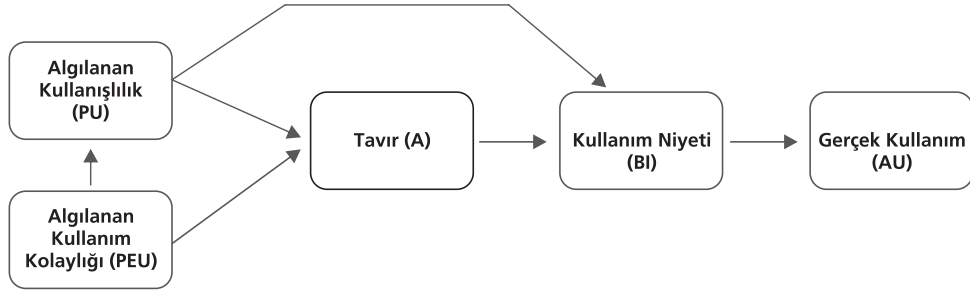 Algılanan
Kullanışlılık
(PU)
Algılanan
Kullanım
Kolaylığı (PEU)
Tavır (A)
Kullanım Niyeti
(BI)
Gerçek Kullanım
(AU)